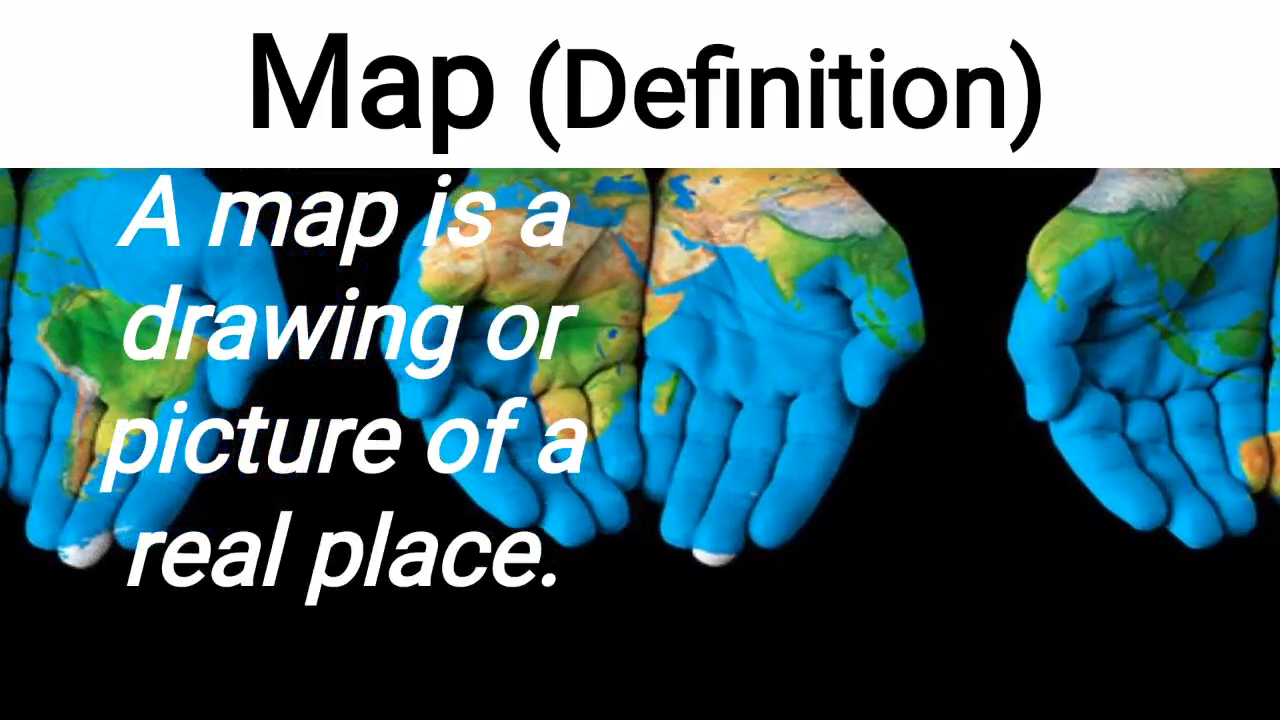 Map (Definition)
A map is a
drawing or
picture of a
real place.